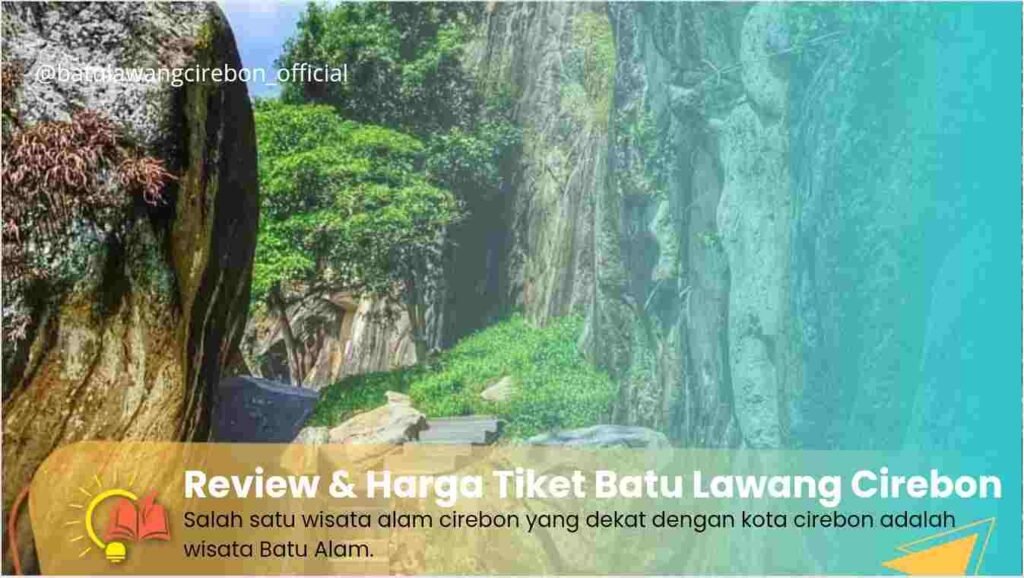 @batulawangcirebon_official
Review & Harga Tiket Batu Lawang Cirebon
Salah satu wisata alam cirebon yang dekat dengan kota cirebon adalah
wisata Batu Alam.